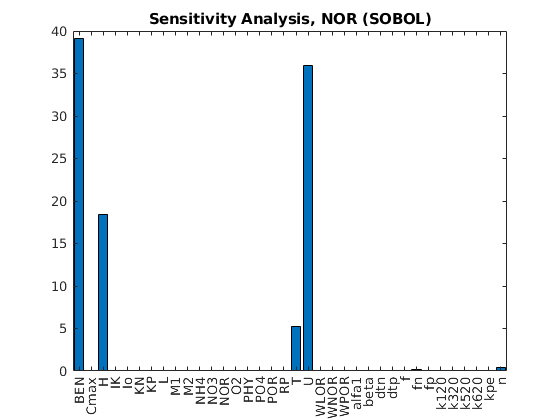 Sensitivity Analysis, NOR (SOBOL)
40
35
30
25
20
15
10
5
0
BEN
Cmax
H
IK
Io
KN
KP
L
M1
M2
NH4
NO3
NOR
O2
PHY
PO4
POR
RP
T
U
WLOR
WNOR
WPOR
alfa1
beta
dtn
dtp
f
fn
fp
k120
k320
k520
k620
kpe
n